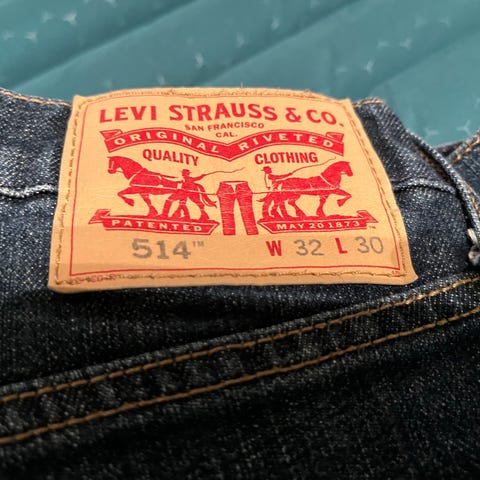 LEVI STRAUSS & CO.
SAN FRANCISCO
CAL.
ORIGINAL RIVETED
QUALITY CLOTHING
PATENTED MAY 20 1873
514™ W 32 L 30